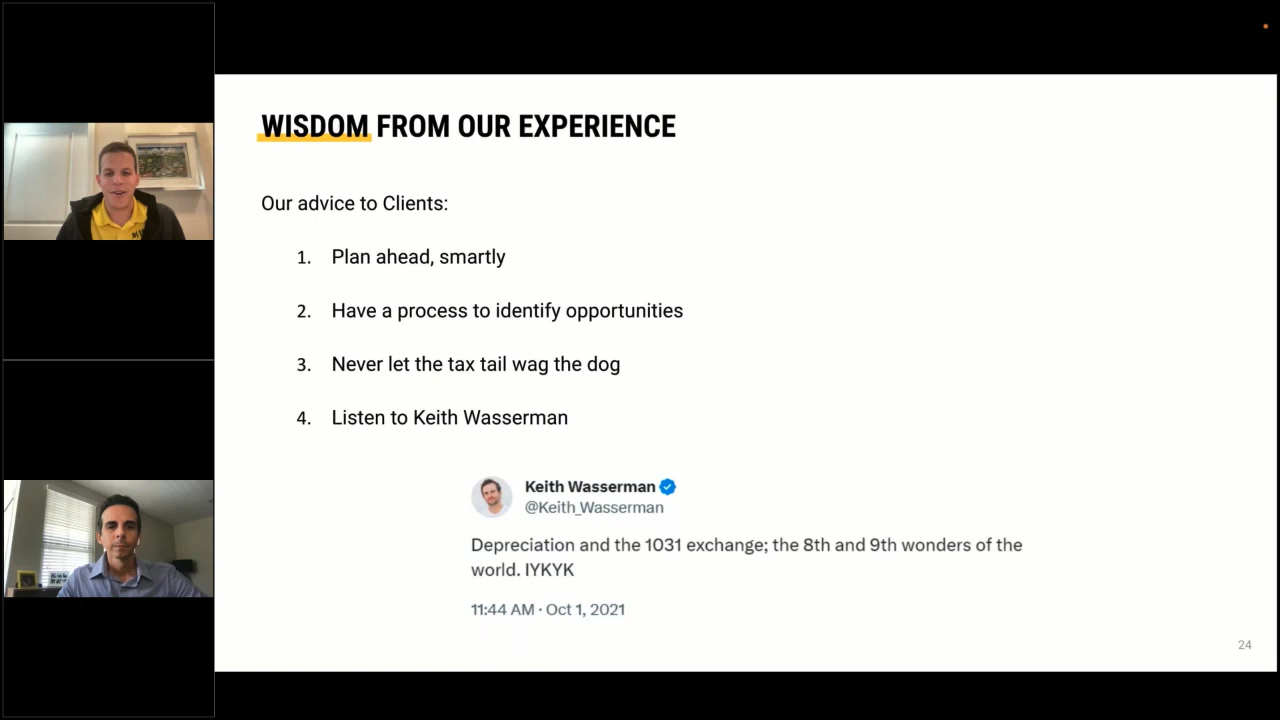 WISDOM FROM OUR EXPERIENCE
Our advice to Clients:
1. Plan ahead, smartly
2. Have a process to identify opportunities
3. Never let the tax tail wag the dog
4. Listen to Keith Wasserman
Keith Wasserman
@Keith_Wasserman
Depreciation and the 1031 exchange; the 8th and 9th wonders of the
world. IYKYK
11:44 AM · Oct 1, 2021
24